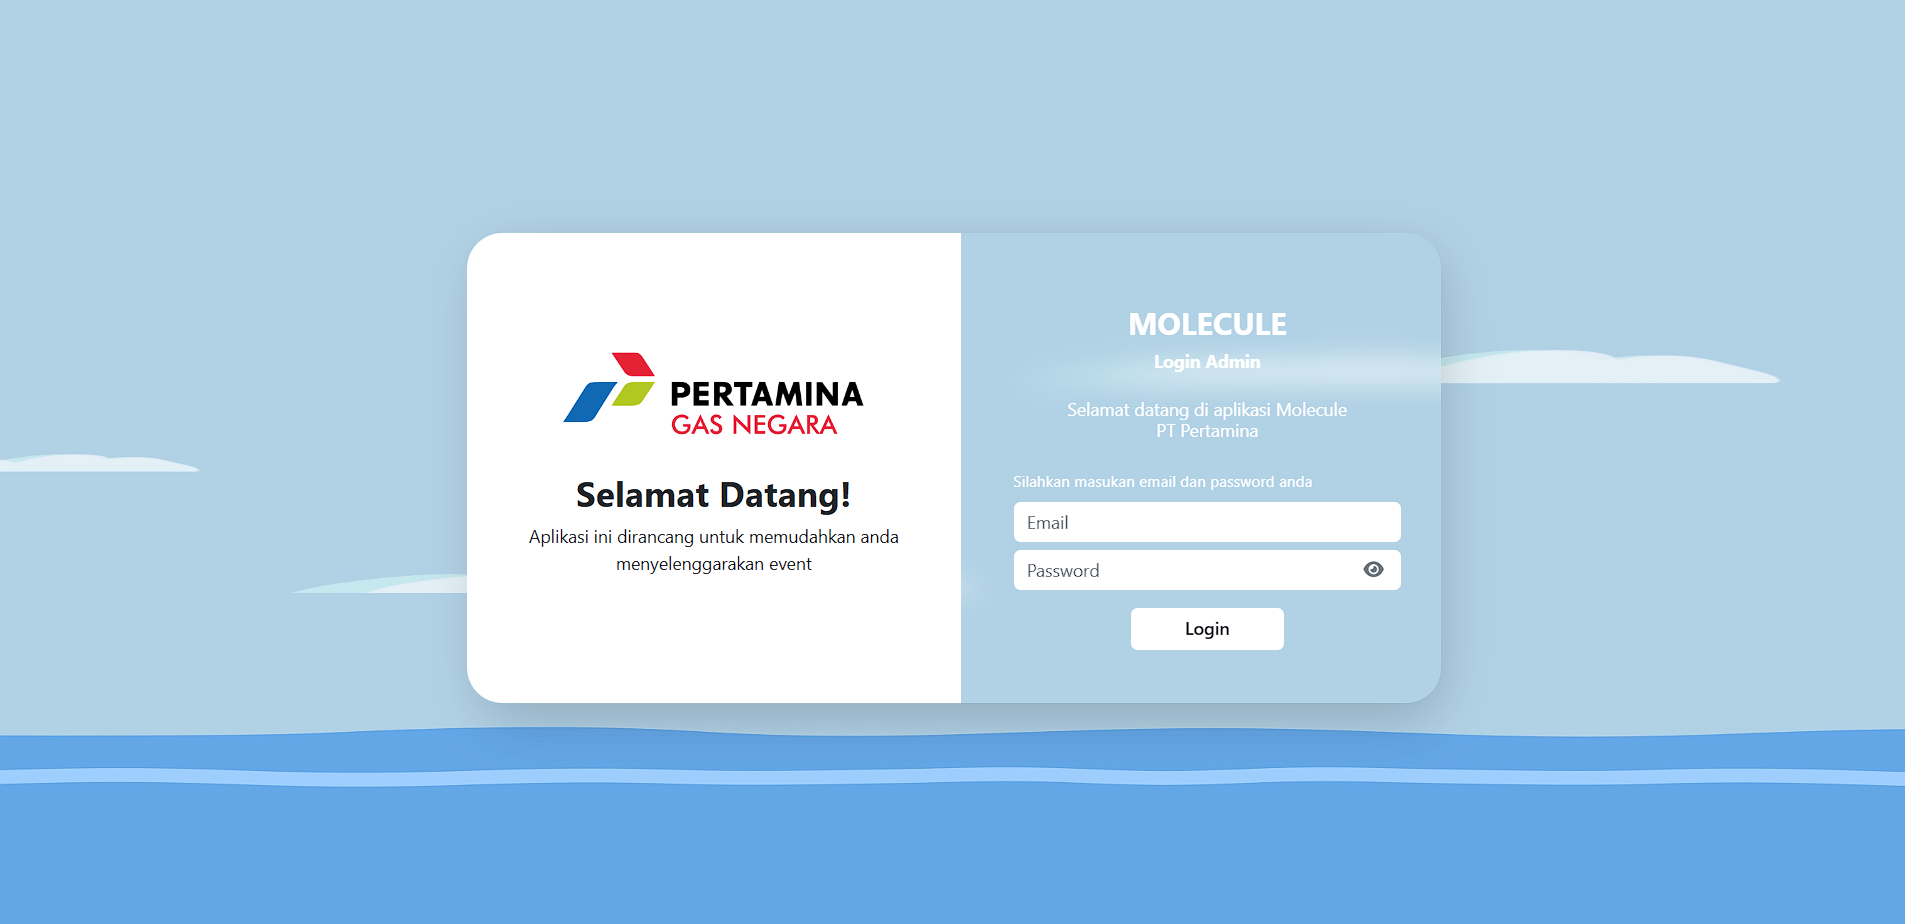 PERTAMINA
GAS NEGARA
Selamat Datang!
Aplikasi ini dirancang untuk memudahkan anda
menyelenggarakan event
MOLECULE
Login Admin
Selamat datang di aplikasi Molecule
PT Pertamina
Silahkan masukan email dan password anda
Email
Password
Login